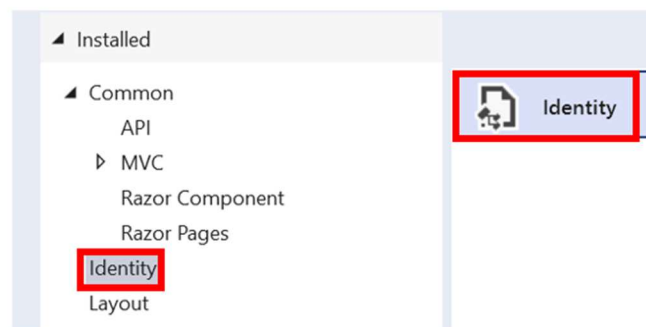 Installed
Common
API
MVC
Razor Component
Razor Pages
Identity
Layout
Identity